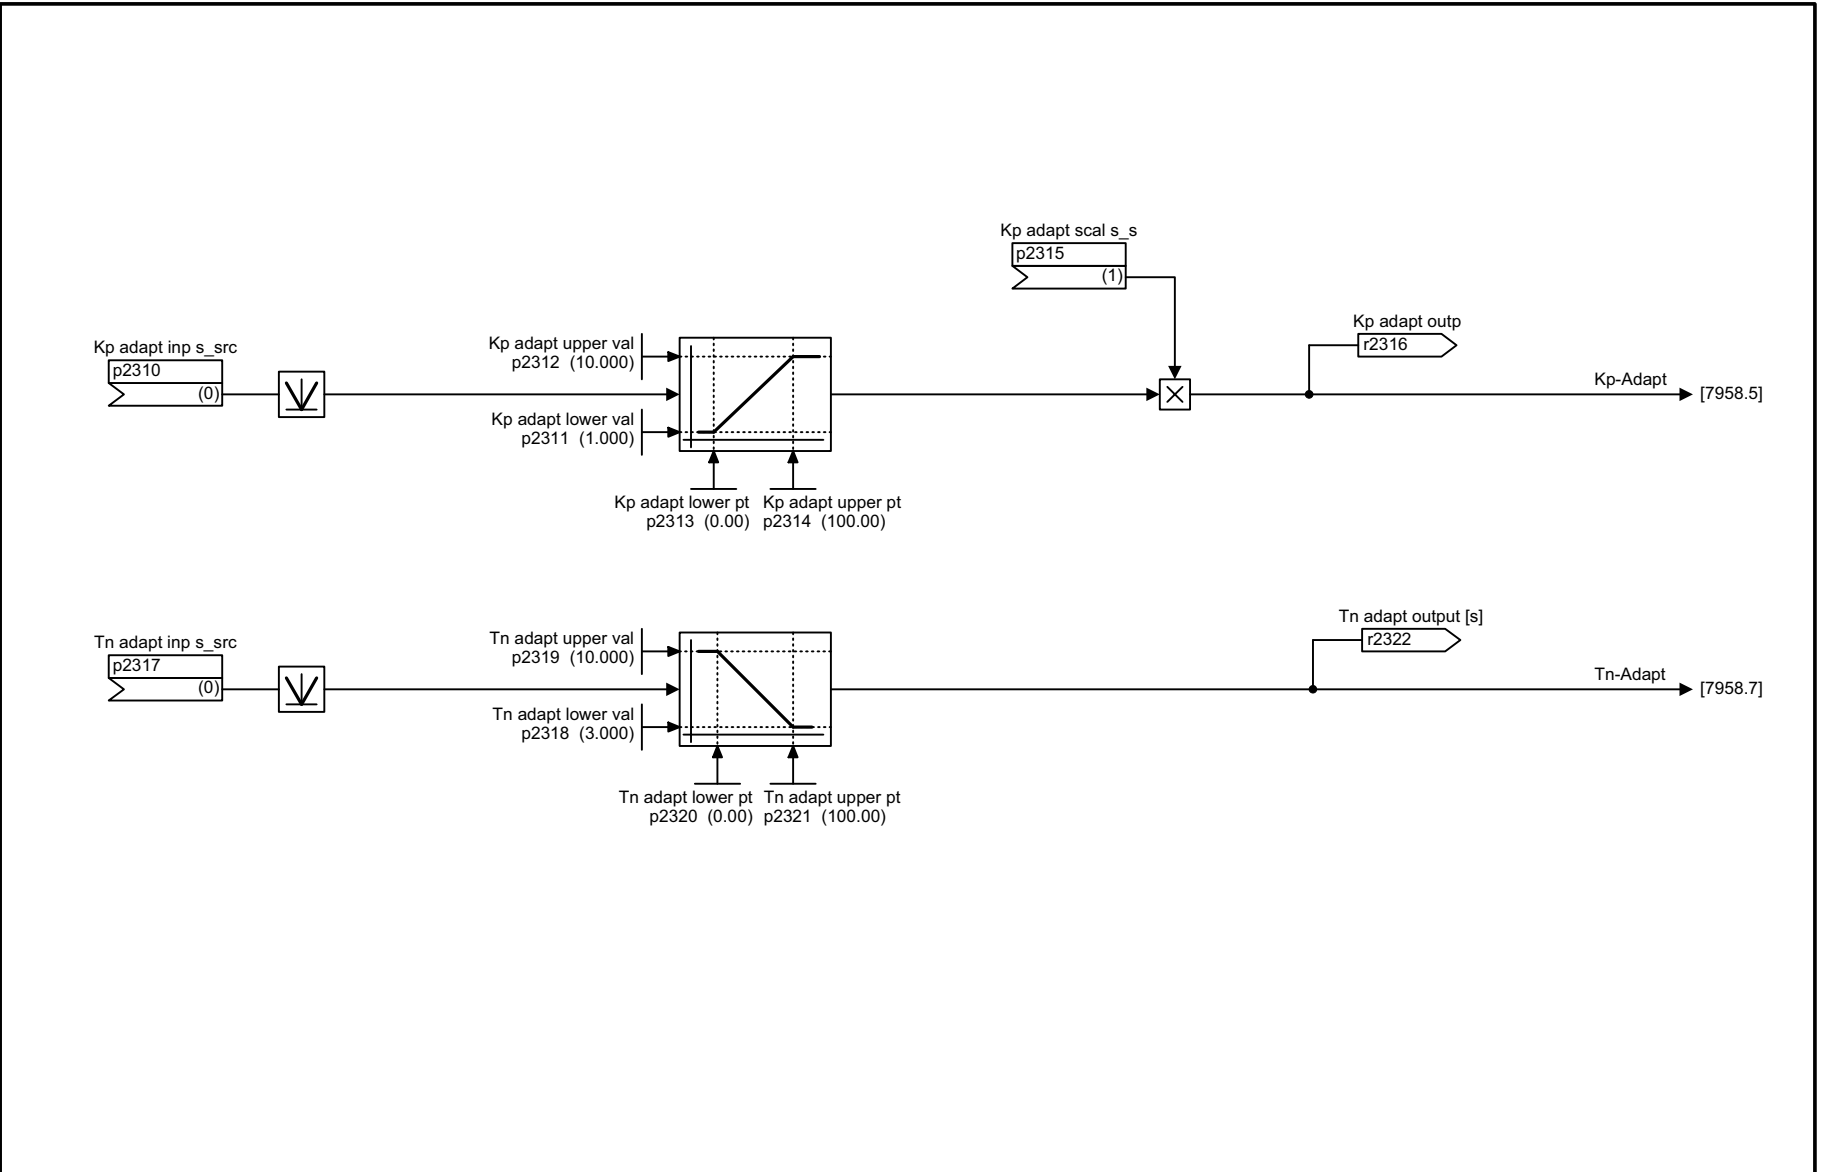 Kp adapt scal s_s
p2315
(1)
Kp adapt inp s_src
p2310
(0)
Kp adapt upper val
p2312 (10.000)
Kp adapt lower val
p2311 (1.000)
Kp adapt lower pt
p2313 (0.00)
Kp adapt upper pt
p2314 (100.00)
Kp adapt outp
r2316
Kp-Adapt
[7958.5]
Tn adapt inp s_src
p2317
(0)
Tn adapt upper val
p2319 (10.000)
Tn adapt lower val
p2318 (3.000)
Tn adapt lower pt
p2320 (0.00)
Tn adapt upper pt
p2321 (100.00)
Tn adapt output [s]
r2322
Tn-Adapt
[7958.7]